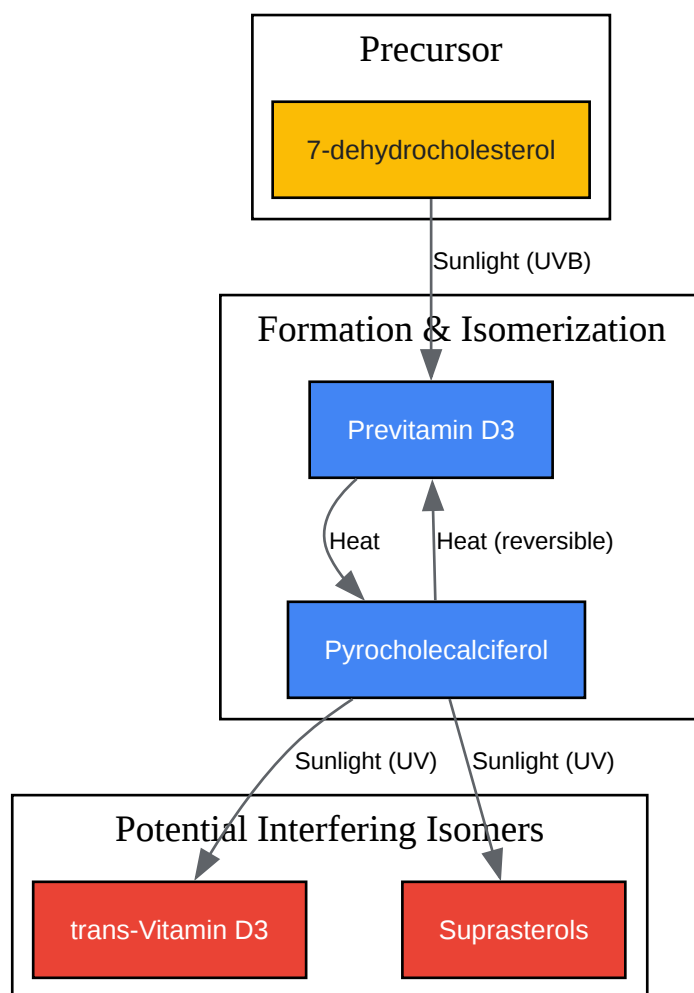 Precursor
7-dehydrocholesterol
Sunlight (UVB)
Formation & Isomerization
Previtamin D3
Heat
Heat (reversible)
Pyrocholecalciferol
Sunlight (UV)
Sunlight (UV)
Potential Interfering Isomers
trans-Vitamin D3
Suprasterols